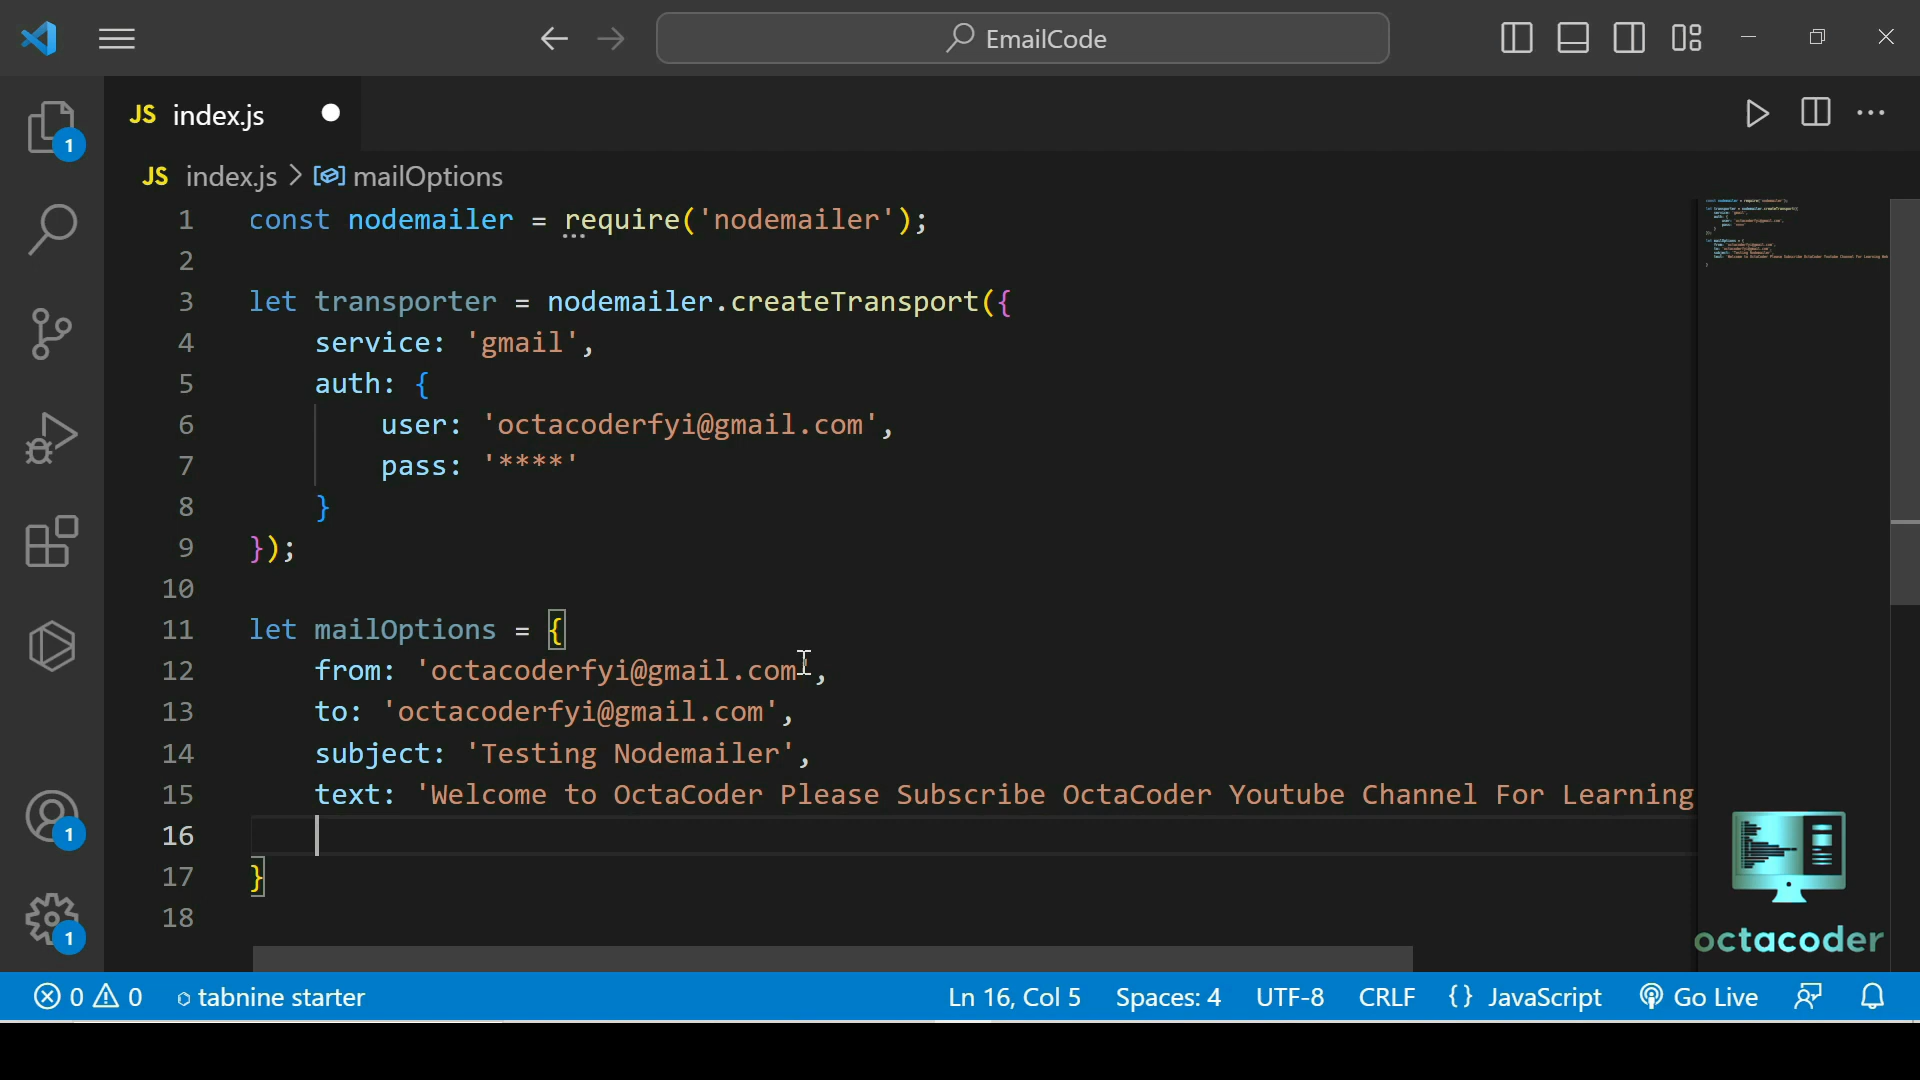 EmailCode
JS index.js
1
JS index.js > mailOptions
1 const nodemailer = require('nodemailer');
2
3 let transporter = nodemailer.createTransport({
4 service: 'gmail',
5 auth: {
6 user: 'octacoderfyi@gmail.com',
7 pass: '****'
8 }
9 });
10
11 let mailOptions = {
12 from: 'octacoderfyi@gmail.com',
13 to: 'octacoderfyi@gmail.com',
14 subject: 'Testing Nodemailer',
15 text: 'Welcome to OctaCoder Please Subscribe OctaCoder Youtube Channel For Learning
16
17 }
18
1
1
octacoder
0 0 tabnine starter Ln 16, Col 5 Spaces: 4 UTF-8 CRLF {} JavaScript Go Live